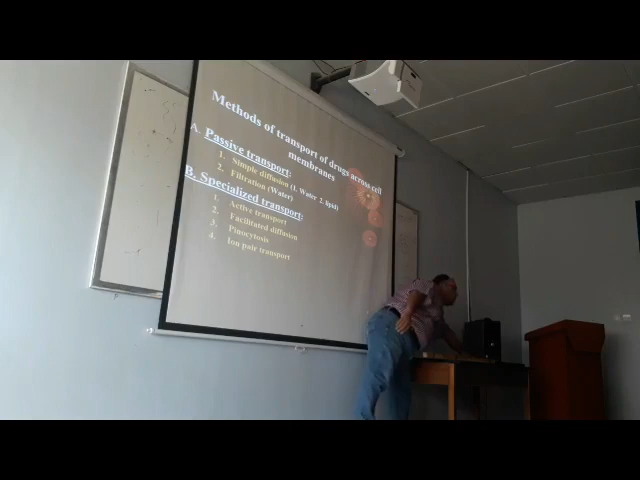 Methods of transport of drugs across cell
membranes
A. Passive transport:
1. Simple diffusion (1. Water 2. lipid)
2. Filtration (Water)
B. Specialized transport:
1. Active transport
2. Facilitated diffusion
3. Pinocytosis
4. Ion pair transport